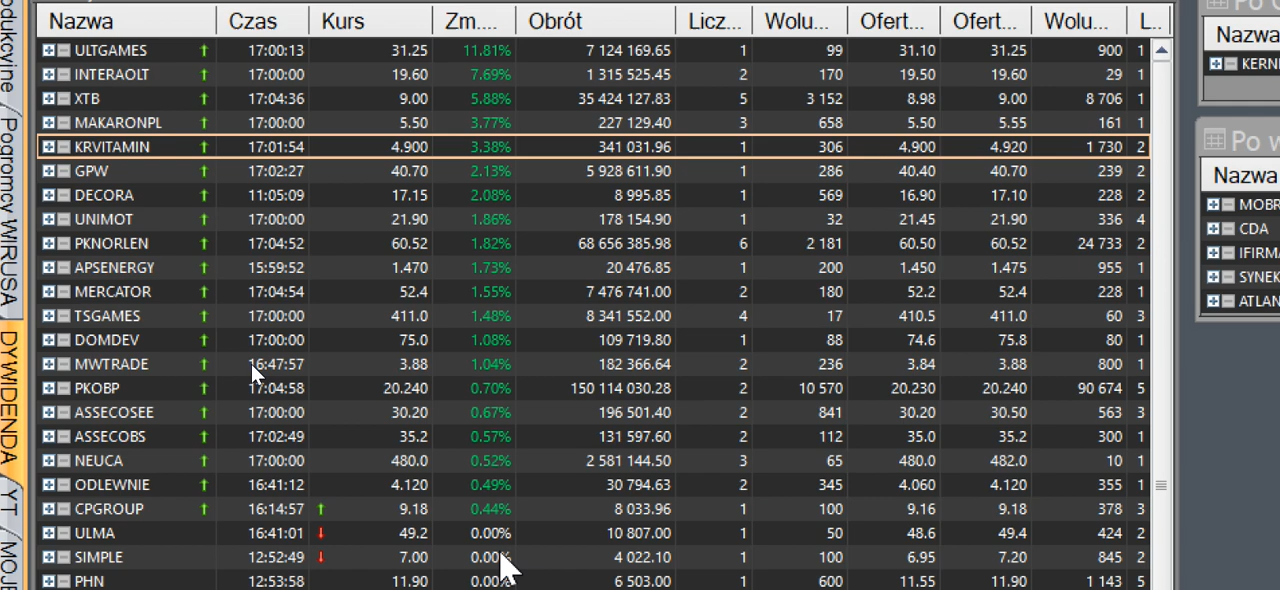 Nazwa Czas Kurs Zm.... Obrót Licz... Wolu... Ofert... Ofert... Wolu... L...
ULTGAMES 17:00:13 31.25 11.81% 7 124 169.65 1 99 31.10 31.25 900 1
INTERAOLT 17:00:00 19.60 7.69% 1 315 525.45 2 170 19.50 19.60 29 1
XTB 17:04:36 9.00 5.88% 35 424 127.83 5 3 152 8.98 9.00 8 706 1
MAKARONPL 17:00:00 5.50 3.77% 227 129.40 3 658 5.50 5.55 161 1
KRVITAMIN 17:01:54 4.900 3.38% 341 031.96 1 306 4.900 4.920 1 730 2
GPW 17:02:27 40.70 2.13% 5 928 611.90 1 286 40.40 40.70 239 2
DECORA 11:05:09 17.15 2.08% 8 995.85 1 569 16.90 17.10 228 2
UNIMOT 17:00:00 21.90 1.86% 178 154.90 1 32 21.45 21.90 336 4
PKNORLEN 17:04:52 60.52 1.82% 68 656 385.98 6 2 181 60.50 60.52 24 733 2
APSENERGY 15:59:52 1.470 1.73% 20 476.85 1 200 1.450 1.475 955 1
MERCATOR 17:04:54 52.4 1.55% 7 476 741.00 2 180 52.2 52.4 228 1
TSGAMES 17:00:00 411.0 1.48% 8 341 552.00 4 17 410.5 411.0 60 3
DOMDEV 17:00:00 75.0 1.08% 109 719.80 1 88 74.6 75.8 80 1
MWTRADE 16:47:57 3.88 1.04% 182 366.64 2 236 3.84 3.88 800 1
PKOBP 17:04:58 20.240 0.70% 150 114 030.28 2 10 570 20.230 20.240 90 674 5
ASSECOSEE 17:00:00 30.20 0.67% 196 501.40 2 841 30.20 30.50 563 3
ASSECOBS 17:02:49 35.2 0.57% 131 597.60 2 112 35.0 35.2 300 1
NEUCA 17:00:00 480.0 0.52% 2 581 144.50 3 65 480.0 482.0 10 1
ODLEWNIE 16:41:12 4.120 0.49% 30 794.63 2 345 4.060 4.120 355 1
CPGROUP 16:14:57 9.18 0.44% 8 033.96 1 100 9.16 9.18 378 3
ULMA 16:41:01 49.2 0.00% 10 807.00 1 50 48.6 49.4 424 2
SIMPLE 12:52:49 7.00 0.00% 4 022.10 1 100 6.95 7.20 845 2
PHN 12:53:58 11.90 0.00% 6 503.00 1 600 11.55 11.90 1 143 5
odukcyjne
Pogromcy WIRUSA
DYWIDENDA
YT
MOJE
Po
Nazwa
KERN
Po w
Nazwa
MOBR
CDA
IFIRMA
SYNEK
ATLAN